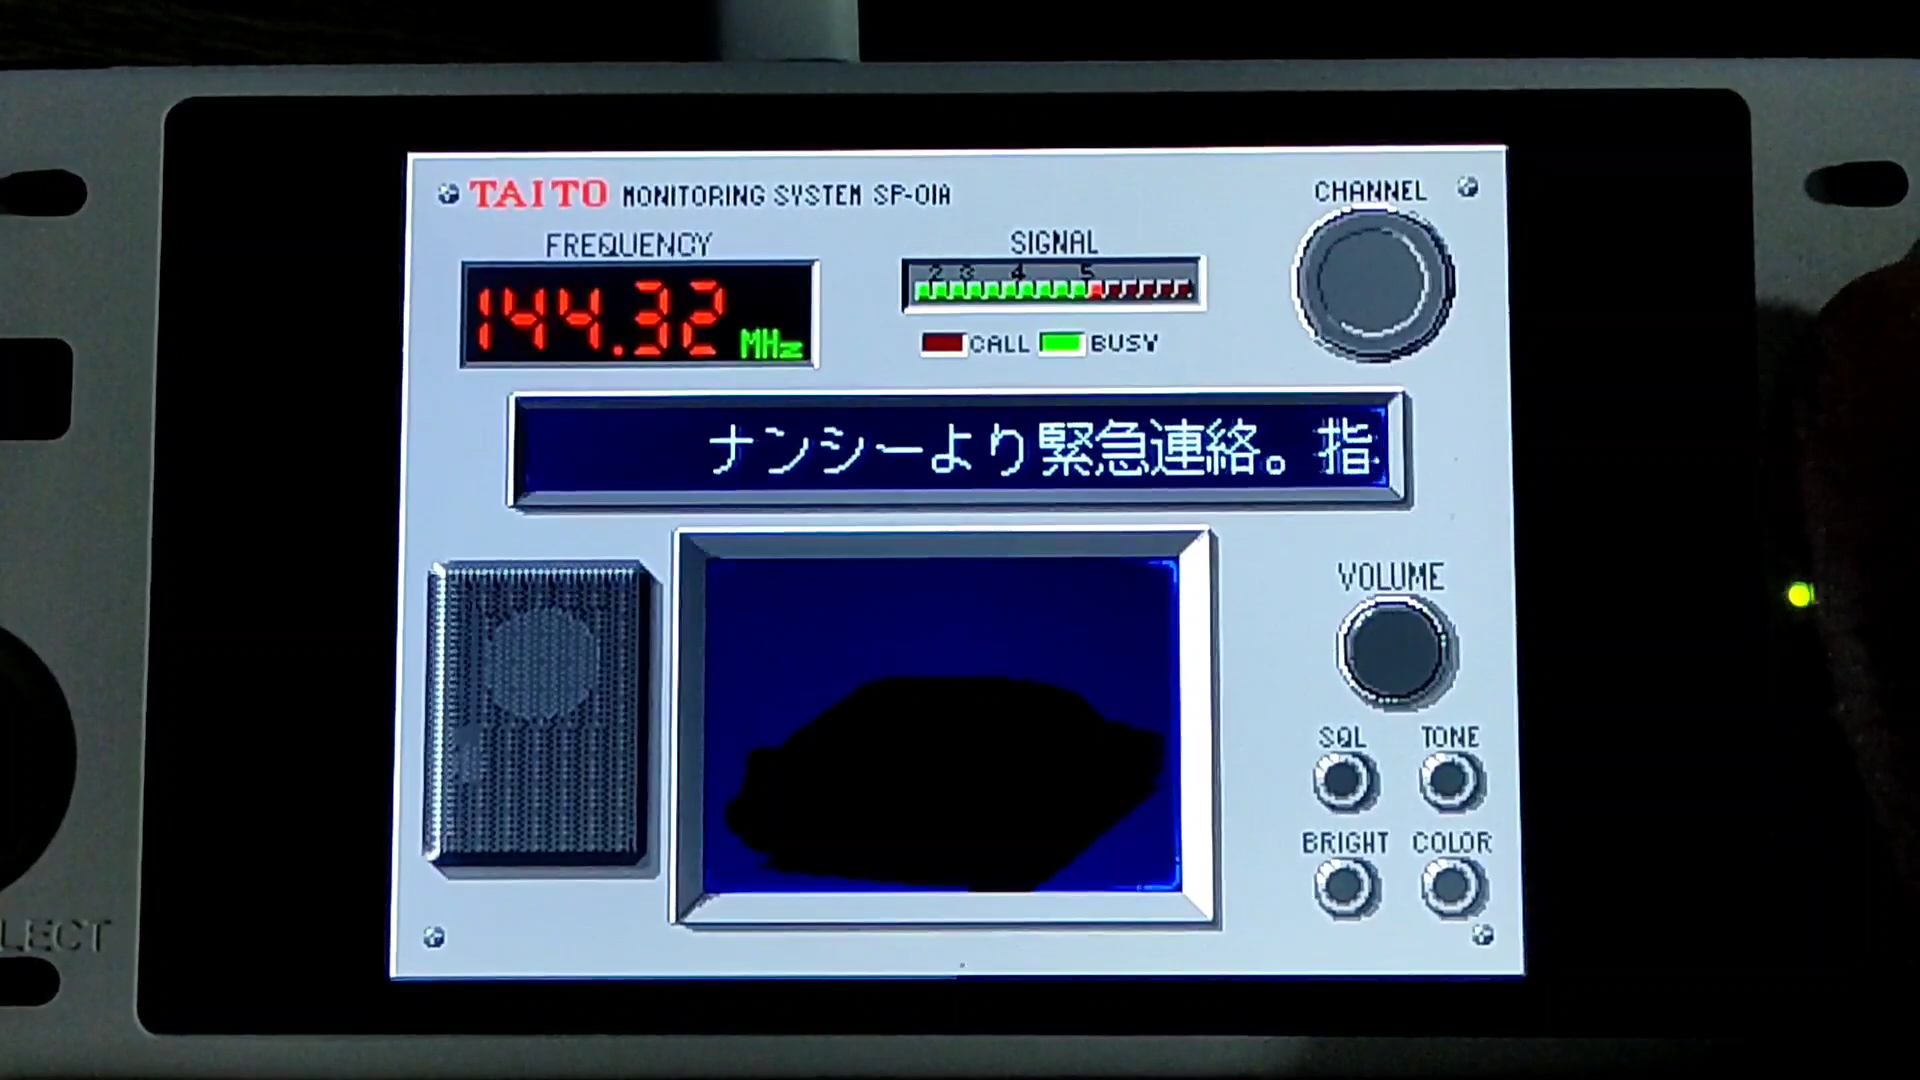 TAITO MONITORING SYSTEM SP-01A
CHANNEL
FREQUENCY
SIGNAL
144.32 MHz
2 3 4 5
CALL BUSY
ナンシーより緊急連絡。指
VOLUME
SQL TONE
BRIGHT COLOR
LECT